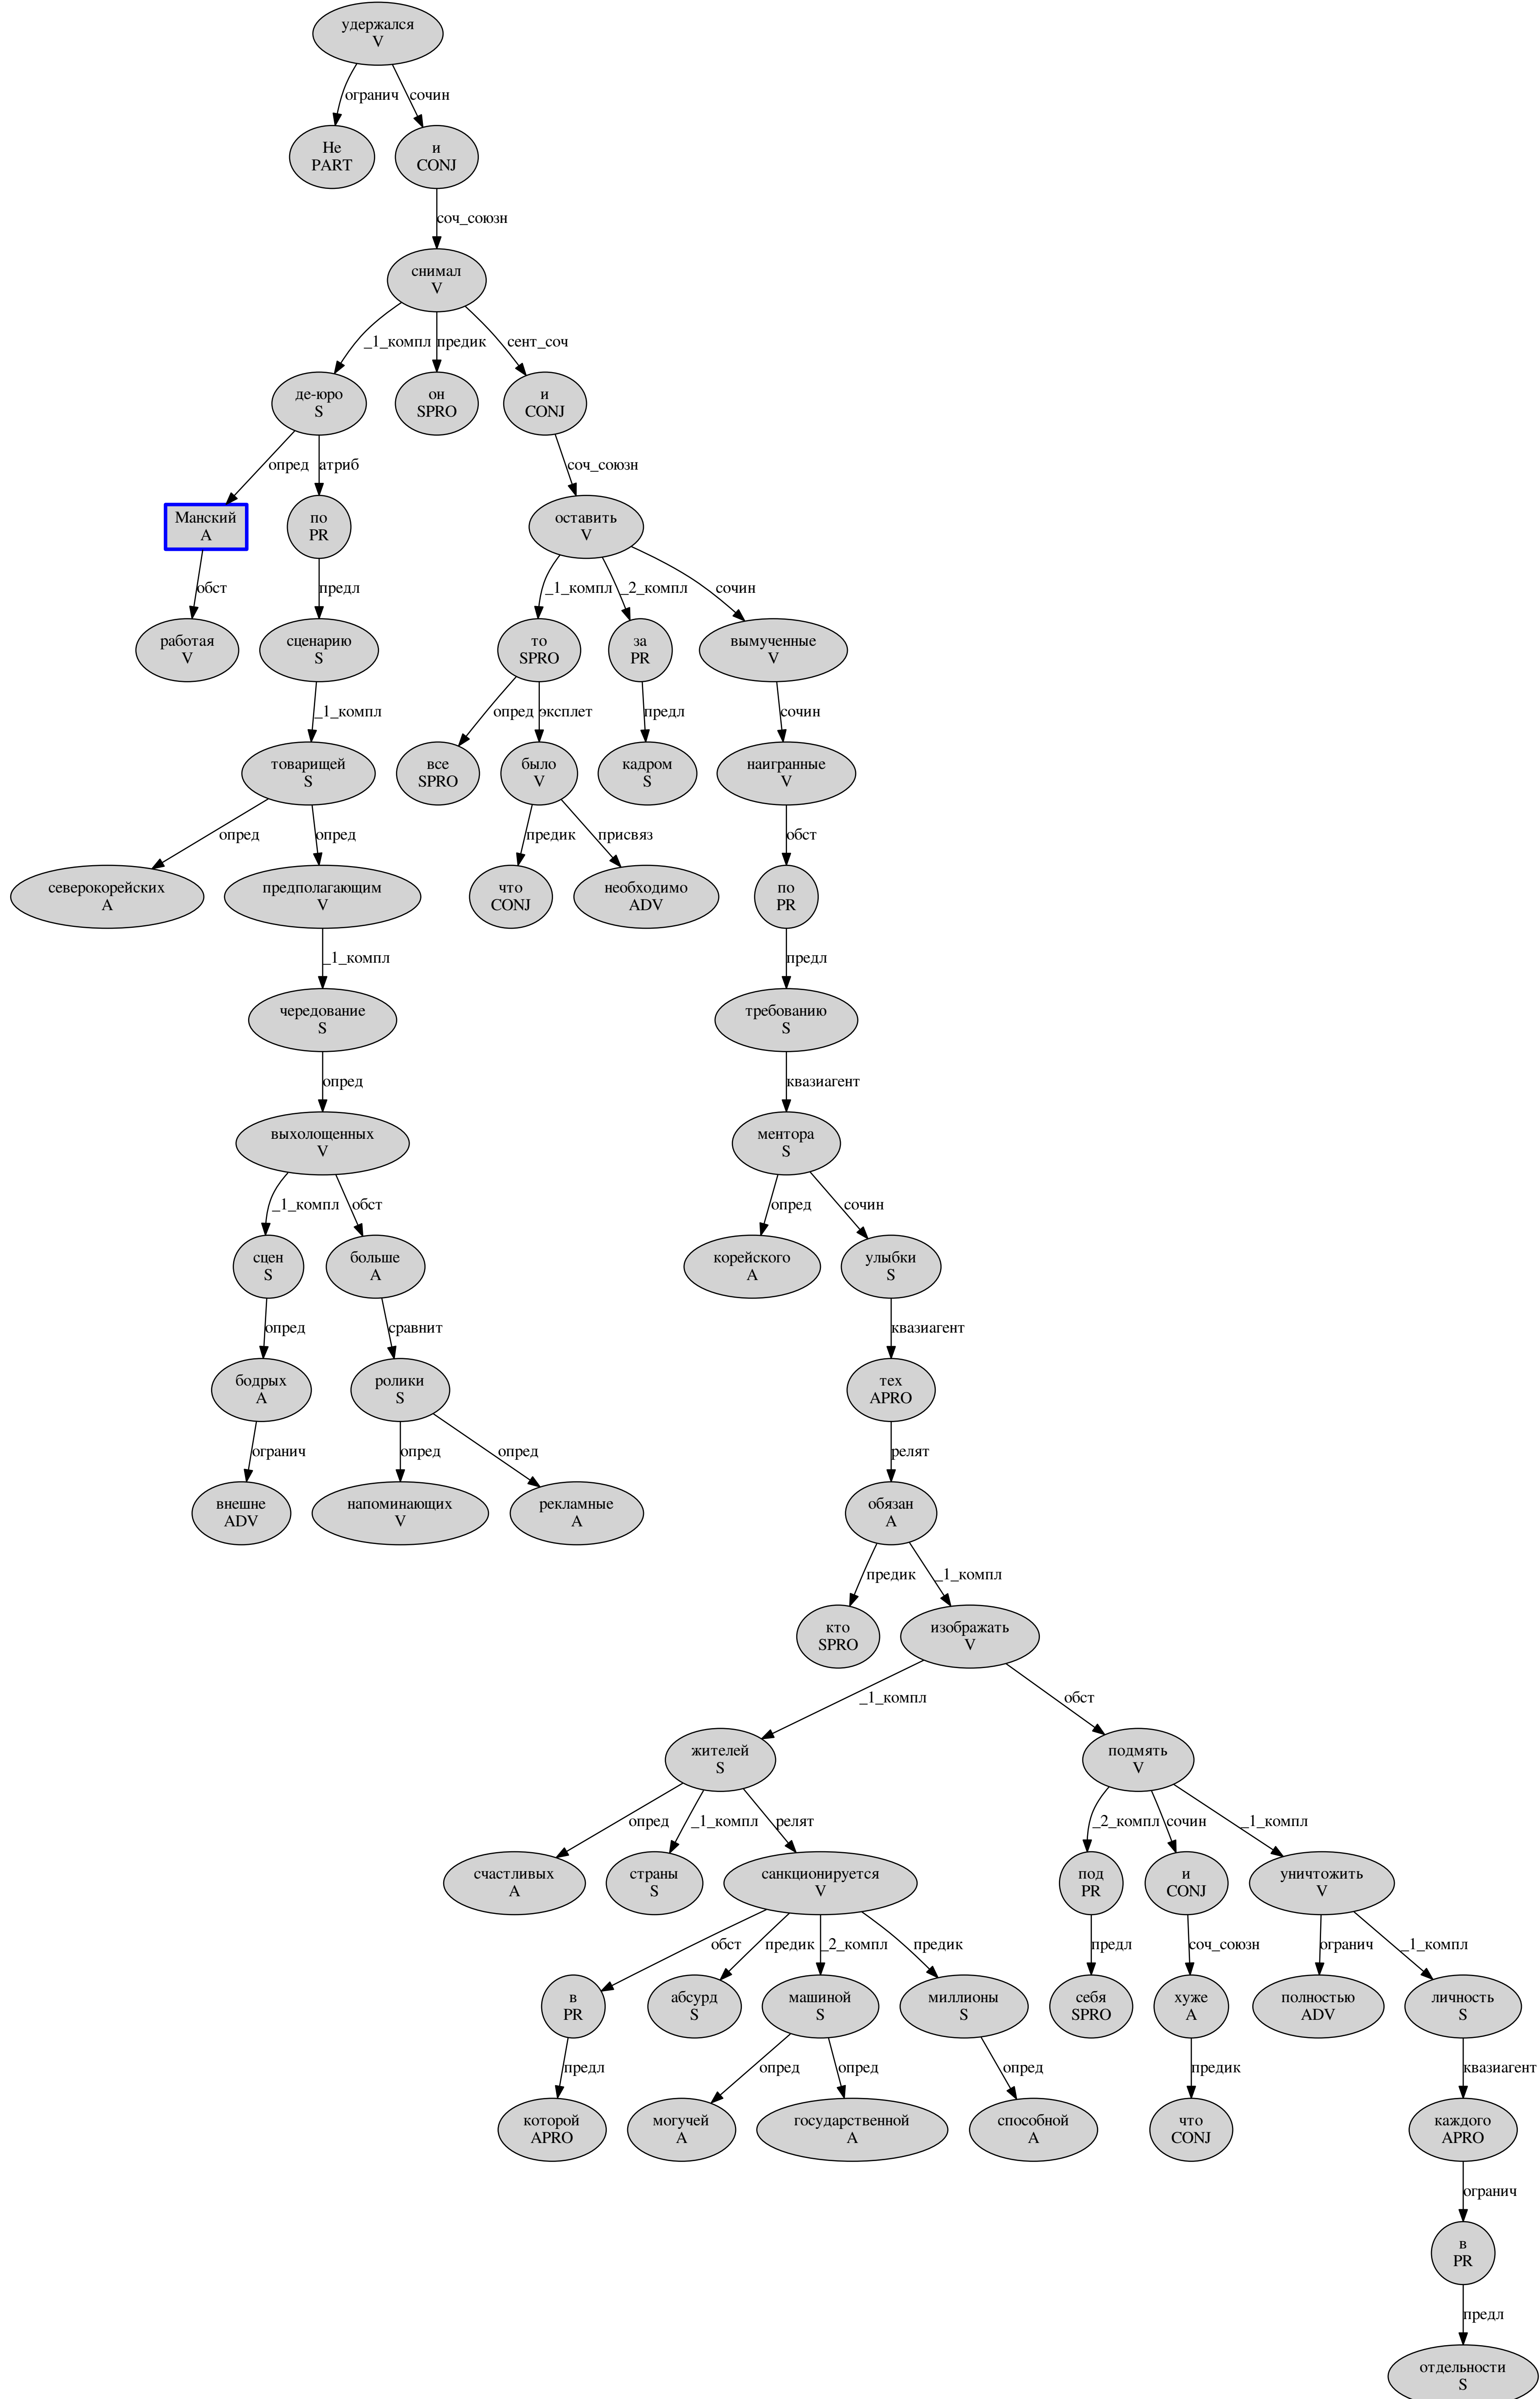 удержался
V
огранич сочин
Не
PART
и
CONJ
соч_союзн
снимал
V
_1_компл предик сент_соч
де-юро
S
он
SPRO
и
CONJ
опред атриб соч_союзн
Манский
A
по
PR
оставить
V
обст предл _1_компл _2_компл сочин
работая
V
сценарию
S
то
SPRO
за
PR
вымученные
V
_1_компл опред эксплет предл сочин
товарищей
S
все
SPRO
было
V
кадром
S
наигранные
V
опред опред предик присвяз обст
северокорейских
A
предполагающим
V
что
CONJ
необходимо
ADV
по
PR
_1_компл предл
чередование
S
требованию
S
опред квазиагент
выхолощенных
V
ментора
S
_1_компл обст опред сочин
сцен
S
больше
A
корейского
A
улыбки
S
опред сравнит квазиагент
бодрых
A
ролики
S
тех
APRO
огранич опред опред релят
внешне
ADV
напоминающих
V
рекламные
A
обязан
A
предик _1_компл
кто
SPRO
изображать
V
_1_компл обст
жителей
S
подмять
V
опред _1_компл релят _2_компл сочин _1_компл
счастливых
A
страны
S
санкционируется
V
под
PR
и
CONJ
уничтожить
V
обст предик _2_компл предик предл соч_союзн огранич _1_компл
в
PR
абсурд
S
машиной
S
миллионы
S
себя
SPRO
хуже
A
полностью
ADV
личность
S
предл опред опред опред предик квазиагент
которой
APRO
могучей
A
государственной
A
способной
A
что
CONJ
каждого
APRO
огранич
в
PR
предл
отдельности
S